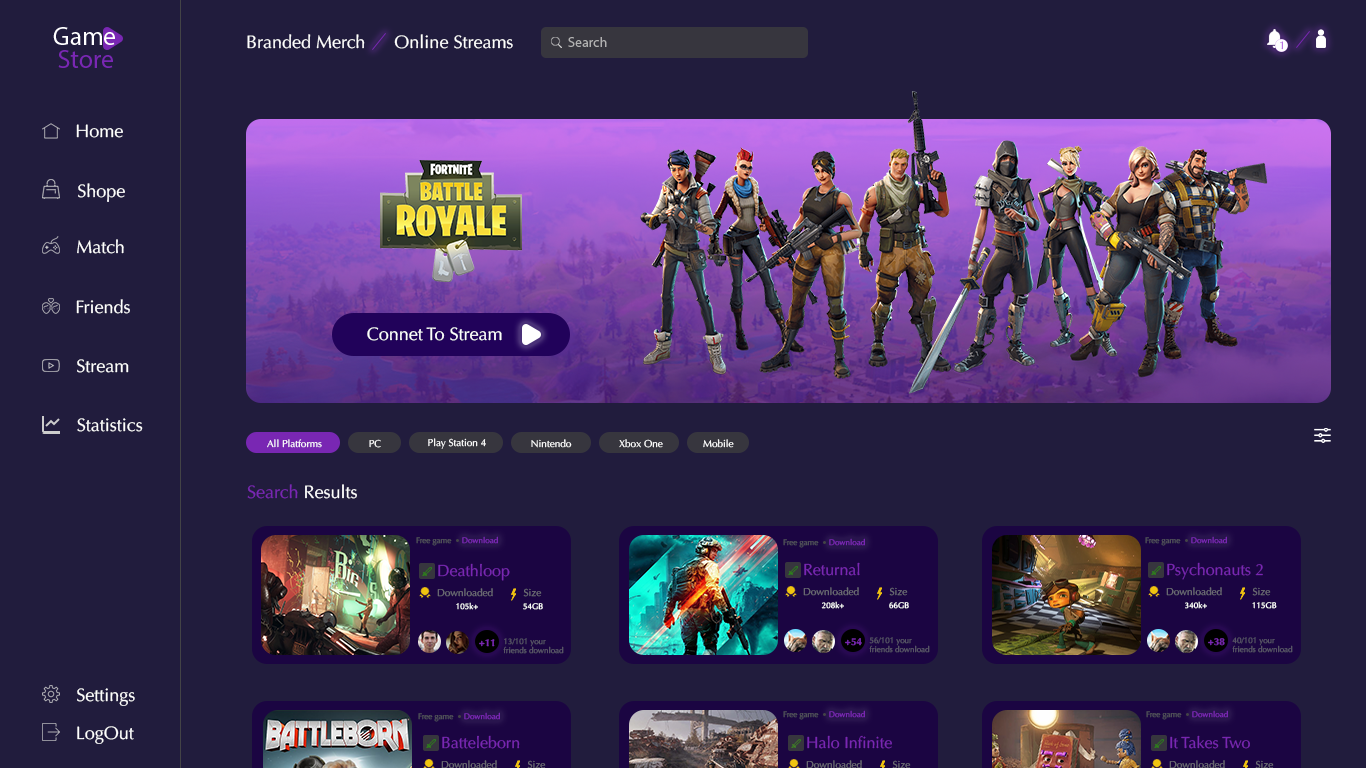 Game
Store
Branded Merch
Online Streams
Search
1
Home
Shope
Match
Friends
Stream
Statistics
Settings
LogOut
FORTNITE
BATTLE
ROYALE
Connet To Stream
All Platforms
PC
Play Station 4
Nintendo
Xbox One
Mobile
Search Results
Free game • Download
Deathloop
Downloaded
105k+
Size
54GB
+11
13/101 your
friends download
Free game • Download
Returnal
Downloaded
208k+
Size
66GB
+54
56/101 your
friends download
Free game • Download
Psychonauts 2
Downloaded
340k+
Size
115GB
+38
40/101 your
friends download
BATTLEBORN
Free game • Download
Batteleborn
Downloaded
Size
Free game • Download
Halo Infinite
Downloaded
Size
Free game • Download
It Takes Two
Downloaded
Size